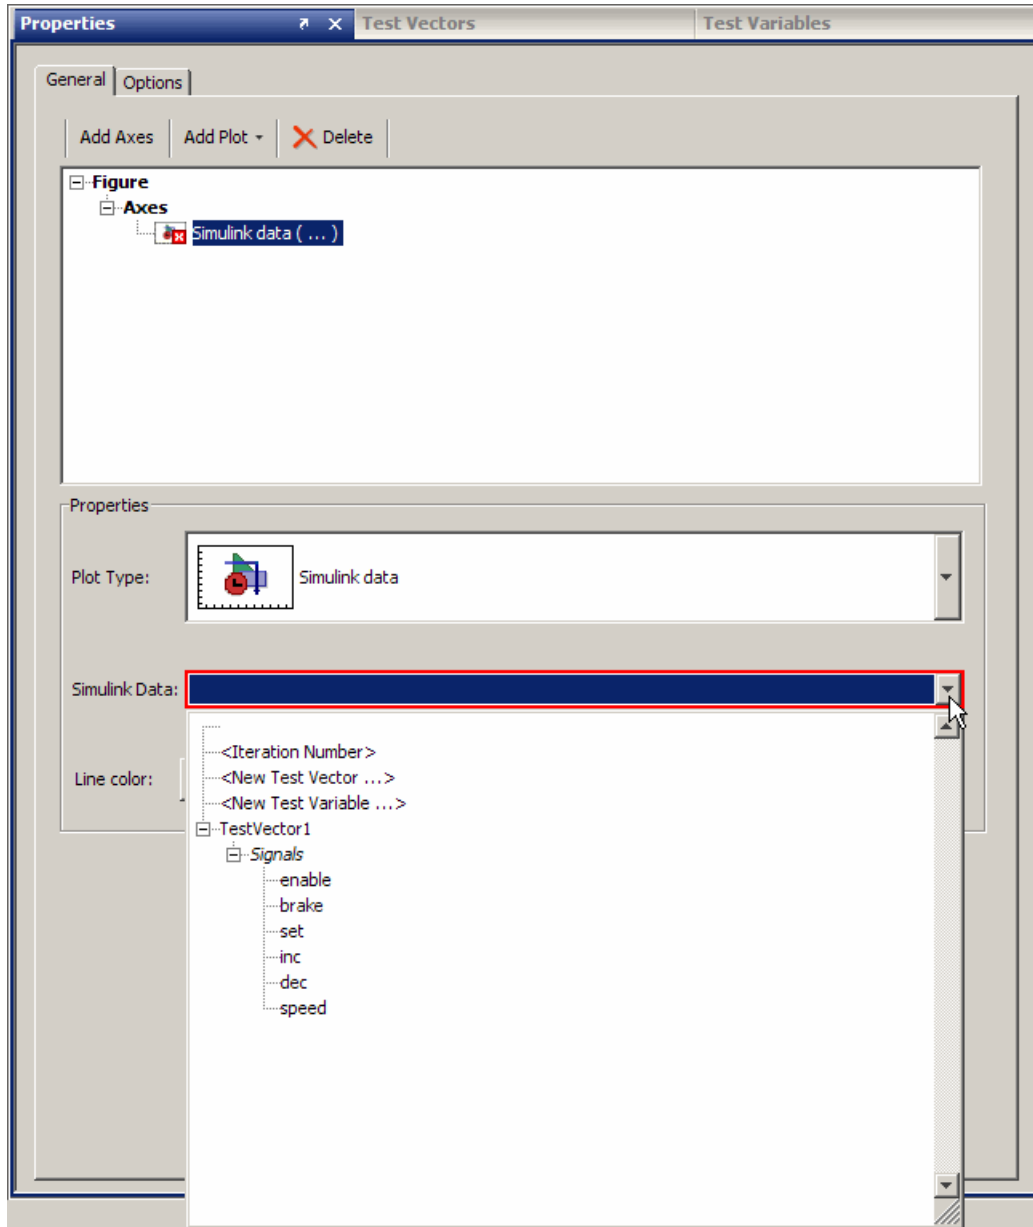 Properties Test Vectors Test Variables
General Options
Add Axes Add Plot Delete
Figure
Axes
Simulink data ( ... )
Properties
Plot Type: Simulink data
Simulink Data:
<Iteration Number>
<New Test Vector ...>
Line color:
<New Test Variable ...>
TestVector1
Signals
enable
brake
set
inc
dec
speed